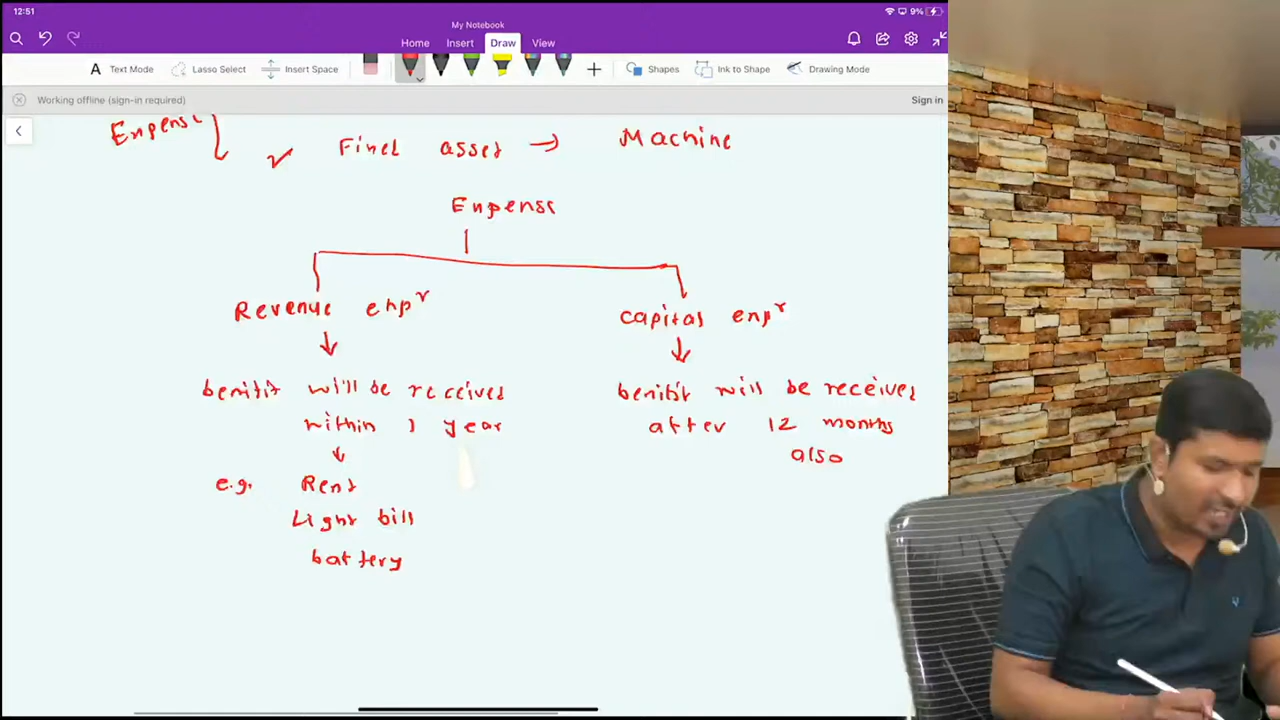 12:51
9%
My Notebook
Home Insert Draw View
Text Mode Lasso Select Insert Space Shapes Ink to Shape Drawing Mode
Working offline (sign-in required) Sign in
Expense
Fixed asset → Machine
Expense
Revenue expr
Capital expr
benifit will be received
within 1 year
benifit will be received
after 12 months
also
e.g. Rent
Light bill
battery